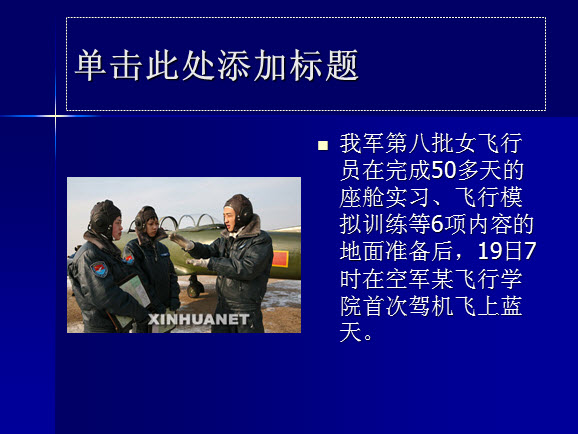 单击此处添加标题
我军第八批女飞行
员在完成50多天的
座舱实习、飞行模
拟训练等6项内容的
地面准备后，19日7
时在空军某飞行学
院首次驾机飞上蓝
天。
XINHUANET